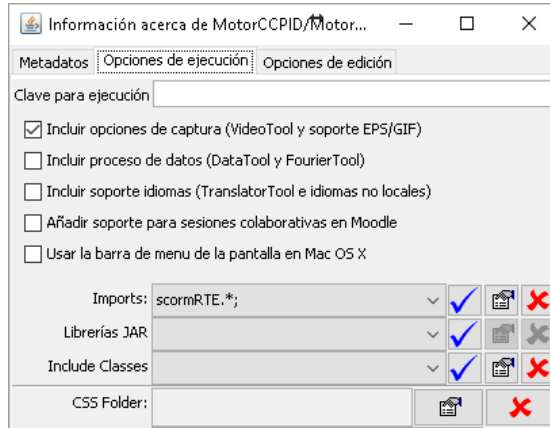 Información acerca de MotorCCPID/Motor...
Metadatos Opciones de ejecución Opciones de edición
Clave para ejecución
Incluir opciones de captura (VideoTool y soporte EPS/GIF)
Incluir proceso de datos (DataTool y FourierTool)
Incluir soporte idiomas (TranslatorTool e idiomas no locales)
Añadir soporte para sesiones colaborativas en Moodle
Usar la barra de menu de la pantalla en Mac OS X
Imports: scormRTE.*;
Librerías JAR
Include Classes
CSS Folder: